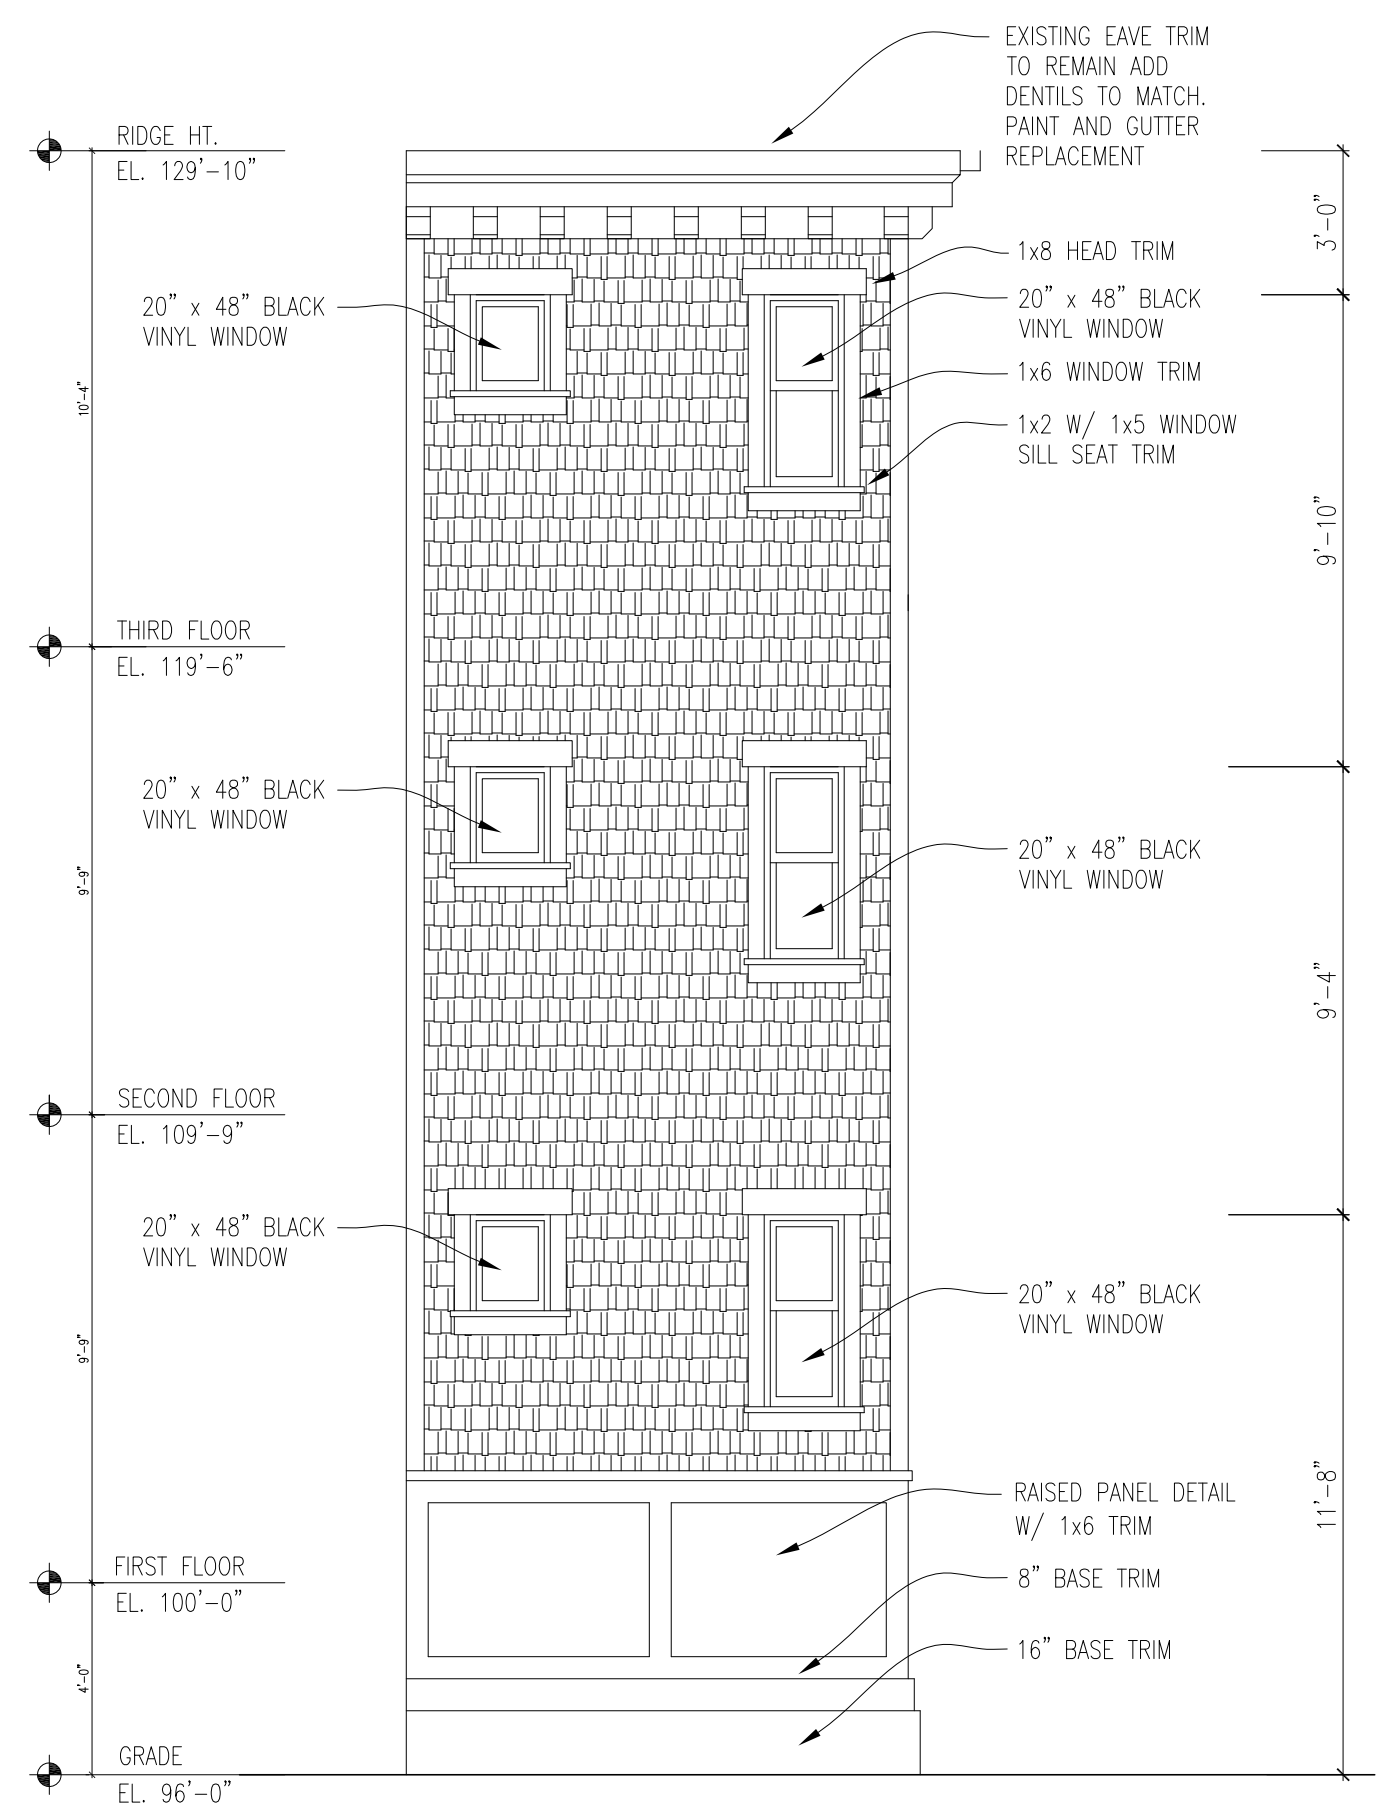 EXISTING EAVE TRIM
TO REMAIN ADD
DENTILS TO MATCH.
PAINT AND GUTTER
REPLACEMENT
RIDGE HT.
EL. 129'-10"
3'-0"
1x8 HEAD TRIM
20" x 48" BLACK
VINYL WINDOW
20" x 48" BLACK
VINYL WINDOW
1x6 WINDOW TRIM
10'-4"
1x2 W/ 1x5 WINDOW
SILL SEAT TRIM
9'-10"
THIRD FLOOR
EL. 119'-6"
20" x 48" BLACK
VINYL WINDOW
20" x 48" BLACK
VINYL WINDOW
9'-9"
9'-4"
SECOND FLOOR
EL. 109'-9"
20" x 48" BLACK
VINYL WINDOW
20" x 48" BLACK
VINYL WINDOW
9'-9"
11'-8"
RAISED PANEL DETAIL
W/ 1x6 TRIM
FIRST FLOOR
EL. 100'-0"
8" BASE TRIM
16" BASE TRIM
4'-0"
GRADE
EL. 96'-0"